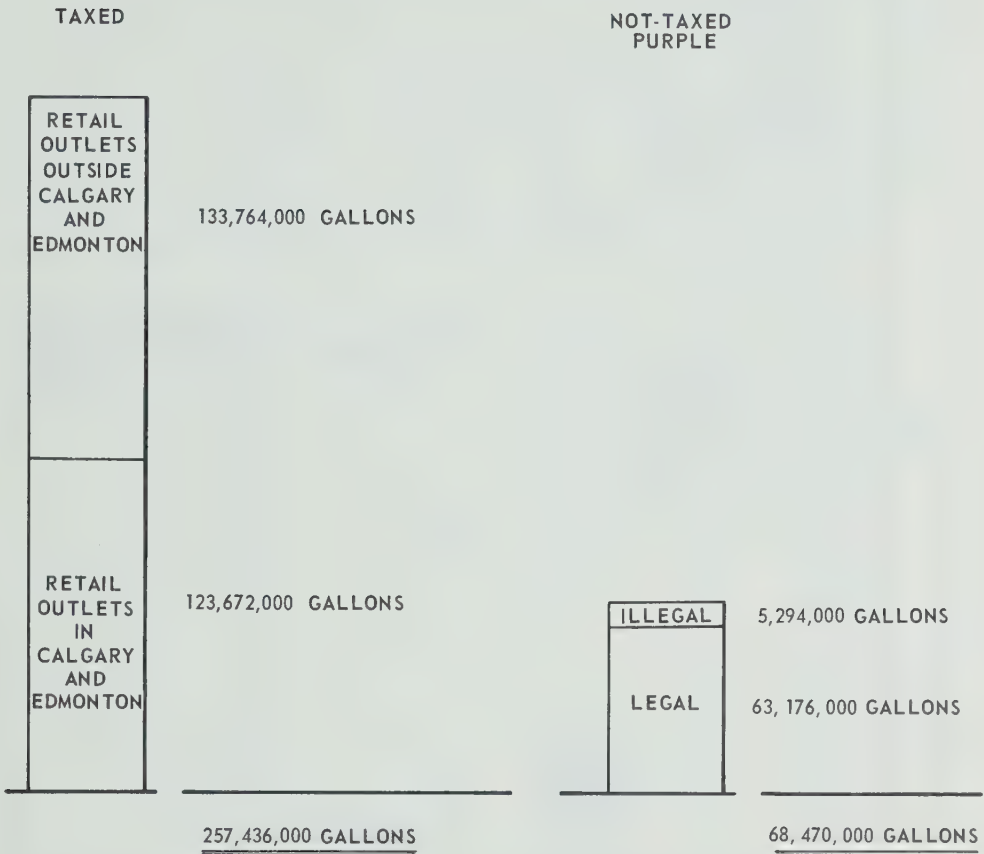 TAXED
NOT-TAXED
PURPLE
RETAIL
OUTLETS
OUTSIDE
CALGARY
AND
EDMONTON
133,764,000 GALLONS
RETAIL
OUTLETS
IN
CALGARY
AND
EDMONTON
123,672,000 GALLONS
ILLEGAL
5,294,000 GALLONS
LEGAL
63,176,000 GALLONS
257,436,000 GALLONS
68,470,000 GALLONS